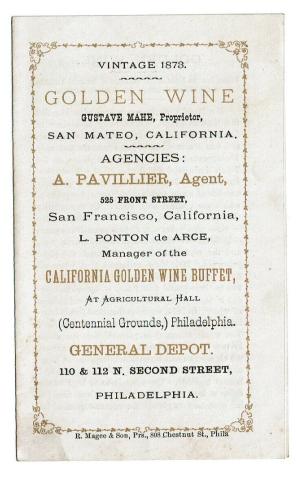 VINTAGE 1873.
GOLDEN WINE
GUSTAVE MAHE, Proprietor,
SAN MATEO, CALIFORNIA.
AGENCIES:
A. PAVILLIER, Agent,
525 FRONT STREET,
San Francisco, California,
L. PONTON de ARCE,
Manager of the
CALIFORNIA GOLDEN WINE BUFFET,
At Agricultural Hall
(Centennial Grounds,) Philadelphia.
GENERAL DEPOT.
110 & 112 N. SECOND STREET,
PHILADELPHIA.
R. Magee & Son, Prs., 808 Chestnut St., Phila